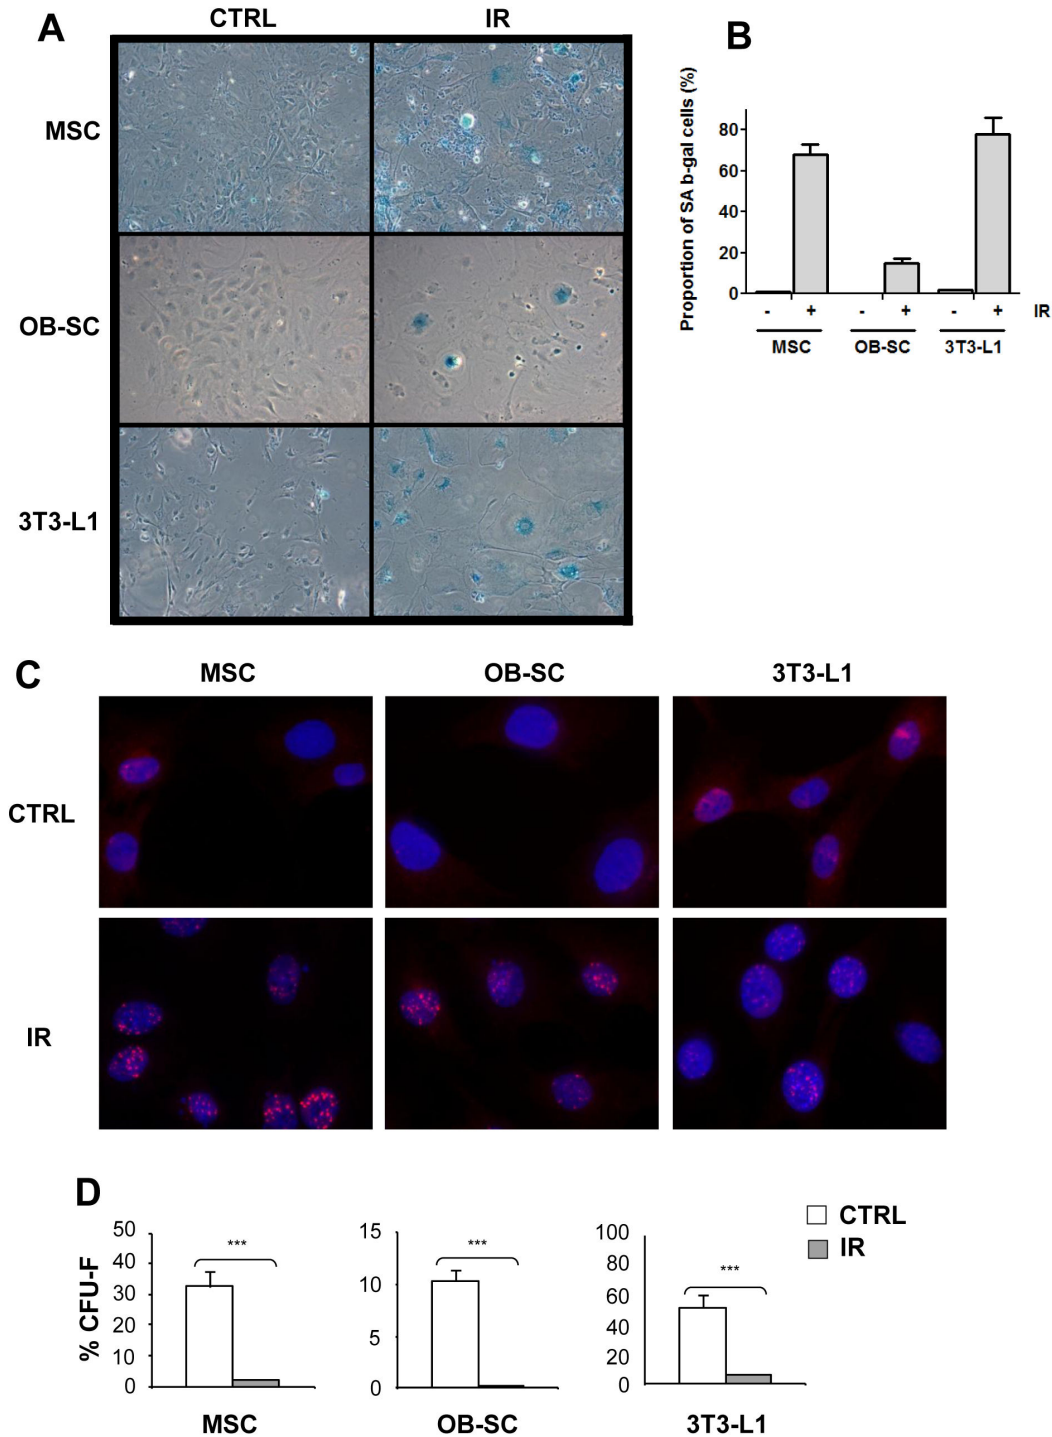 A
CTRL
IR
MSC
OB-SC
3T3-L1
B
Proportion of SA b-gal cells (%)
80
60
40
20
0
- + - + - + IR
MSC OB-SC 3T3-L1
C
MSC OB-SC 3T3-L1
CTRL
IR
D
% CFU-F
50
40
30
20
10
0
***
MSC
15
10
5
0
***
OB-SC
100
80
60
40
20
0
***
3T3-L1
CTRL
IR